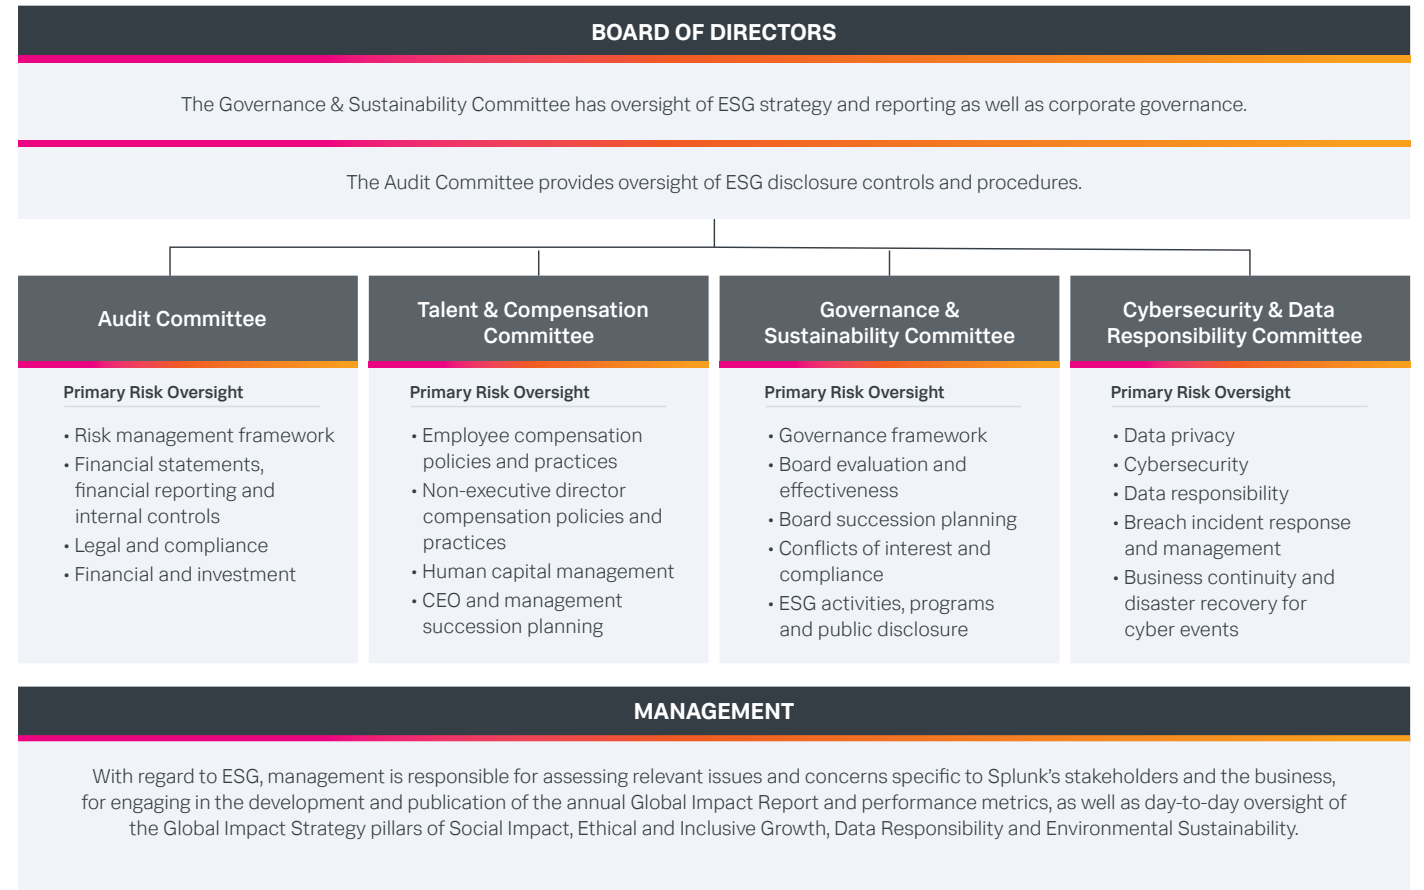 BOARD OF DIRECTORS
The Governance & Sustainability Committee has oversight of ESG strategy and reporting as well as corporate governance.
The Audit Committee provides oversight of ESG disclosure controls and procedures.
Audit Committee
Primary Risk Oversight
• Risk management framework
• Financial statements,
financial reporting and
internal controls
• Legal and compliance
• Financial and investment
Talent & Compensation
Committee
Primary Risk Oversight
• Employee compensation
policies and practices
• Non-executive director
compensation policies and
practices
• Human capital management
• CEO and management
succession planning
Governance &
Sustainability Committee
Primary Risk Oversight
• Governance framework
• Board evaluation and
effectiveness
• Board succession planning
• Conflicts of interest and
compliance
• ESG activities, programs
and public disclosure
Cybersecurity & Data
Responsibility Committee
Primary Risk Oversight
• Data privacy
• Cybersecurity
• Data responsibility
• Breach incident response
and management
• Business continuity and
disaster recovery for
cyber events
MANAGEMENT
With regard to ESG, management is responsible for assessing relevant issues and concerns specific to Splunk’s stakeholders and the business,
for engaging in the development and publication of the annual Global Impact Report and performance metrics, as well as day-to-day oversight of
the Global Impact Strategy pillars of Social Impact, Ethical and Inclusive Growth, Data Responsibility and Environmental Sustainability.